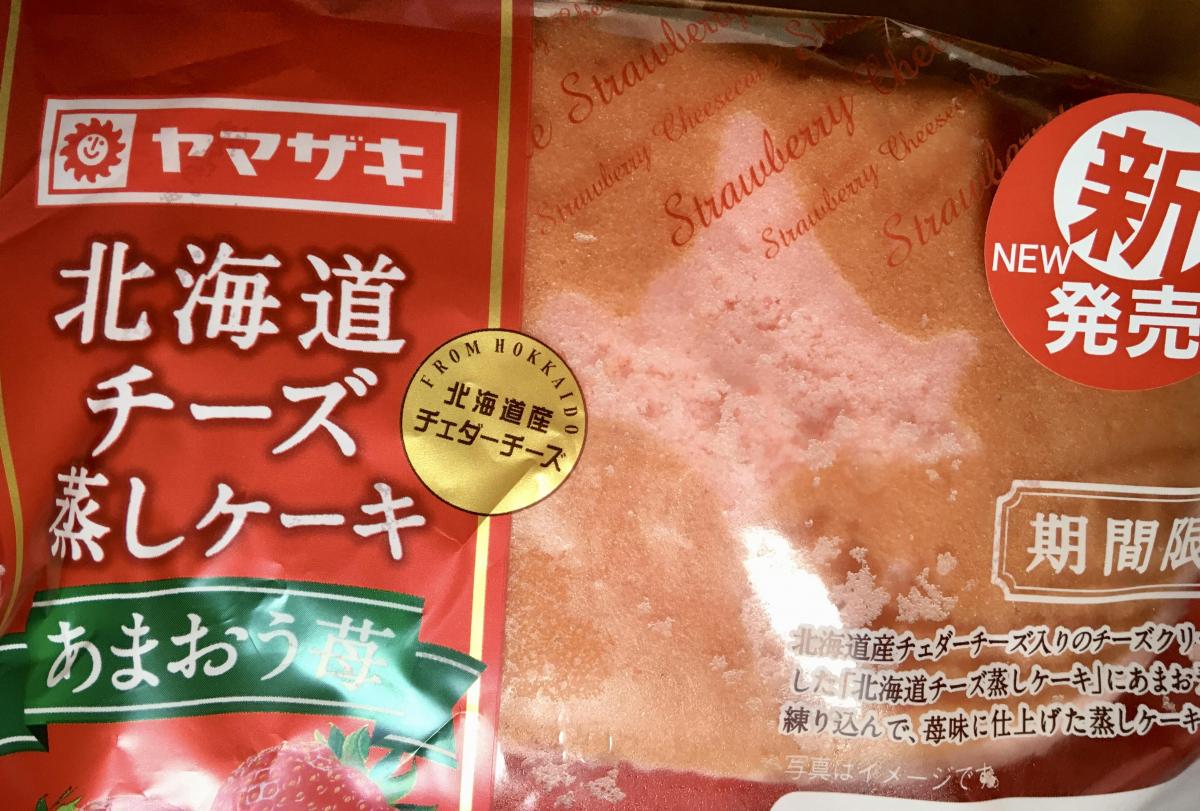 ヤマザキ
北海道
チーズ
蒸しケーキ
あまおう苺
FROM HOKKAIDO
北海道産
チェダーチーズ
Strawberry Chee
Strawberry Cheesecake
Strawberry
Strawberry Cheesecake
新
NEW
発売
期間限
北海道産チェダーチーズ入りのチーズクリ
した「北海道チーズ蒸しケーキ」にあまお
練り込んで、苺味に仕上げた蒸しケーキ
写真はイメージです。